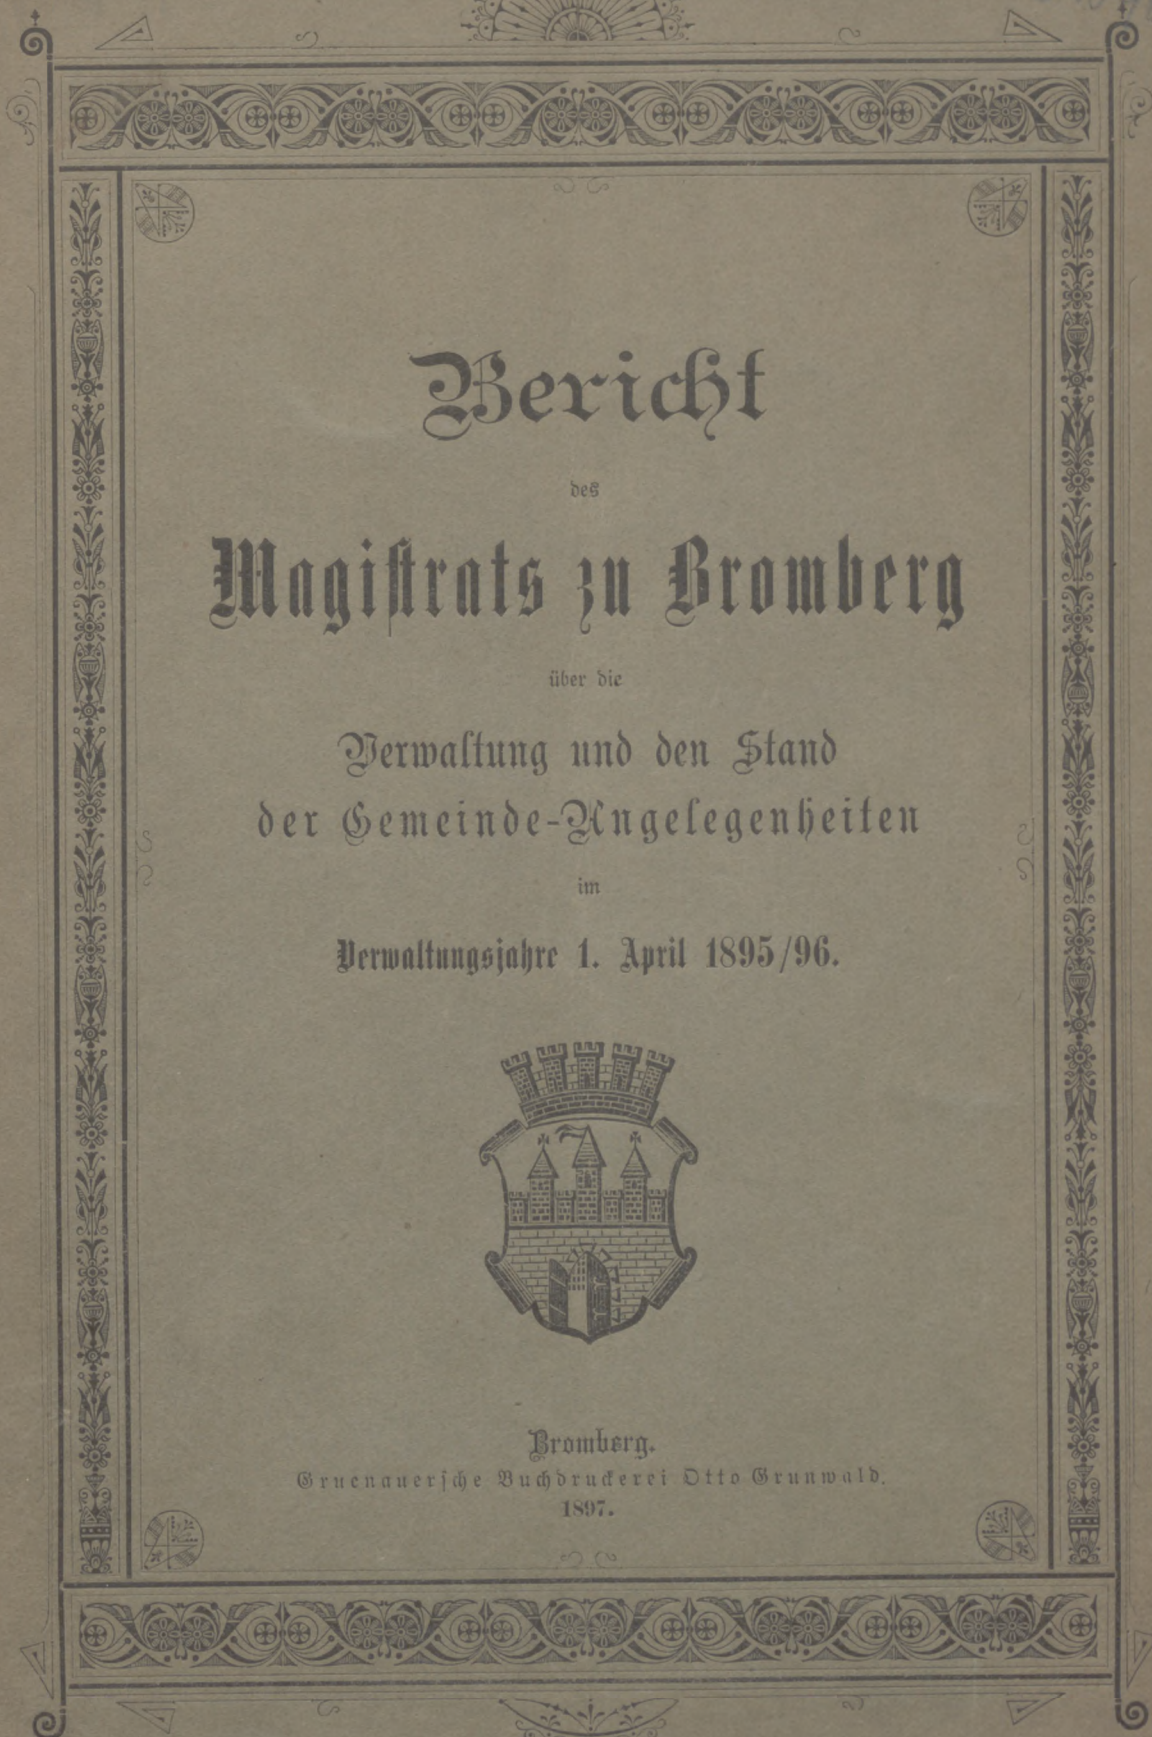 Bericht
des
Magistrats zu Bromberg
über die
Verwaltung und den Stand
der Gemeinde-Angelegenheiten
im
Verwaltungsjahre 1. April 1895/96.
Bromberg.
Gruenauersche Buchdruckerei Otto Grunwald.
1897.